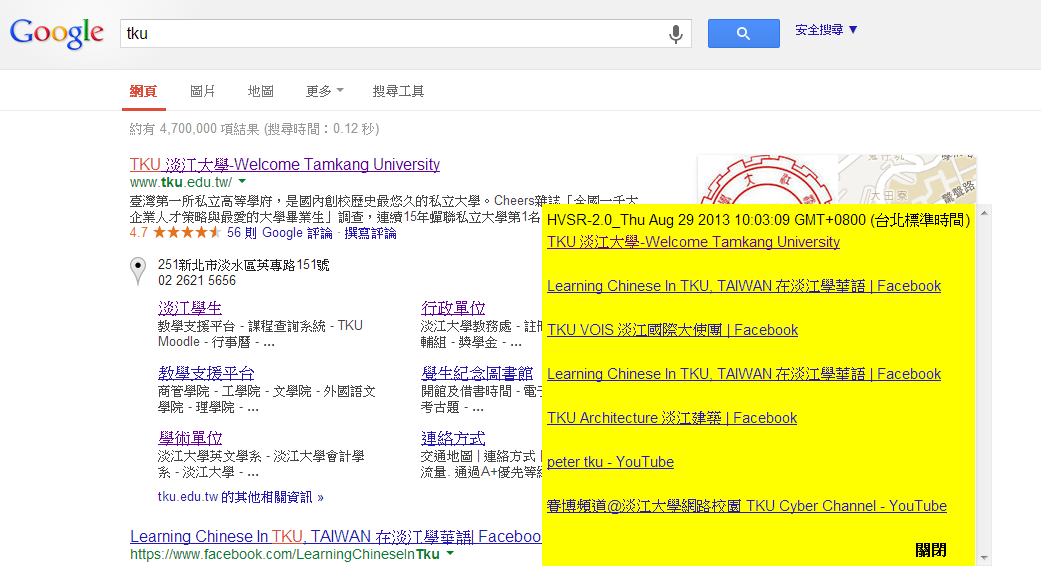 Google
tku
安全搜尋 ▼
網頁 圖片 地圖 更多 搜尋工具
約有 4,700,000 項結果 (搜尋時間：0.12 秒)
TKU 淡江大學-Welcome Tamkang University
www.tku.edu.tw/
臺灣第一所私立高等學府，是國內創校歷史最悠久的私立大學。Cheers雜誌「全國一千大
企業人才策略與最愛的大學畢業生」調查，連續15年蟬聯私立大學第1名
4.7 ★★★★★ 56 則 Google 評論 · 撰寫評論
251新北市淡水區英專路151號
02 2621 5656
淡江學生
教學支援平台 - 課程查詢系統 - TKU
Moodle - 行事曆 - ...
行政單位
淡江大學教務處 - 註冊
輔組 - 獎學金 - ...
教學支援平台
商管學院 - 工學院 - 文學院 - 外國語文
學院 - 理學院 - ...
覺生紀念圖書館
開館及借書時間 - 電子
考古題 - ...
學術單位
淡江大學英文學系 - 淡江大學會計學
系 - 淡江大學 - ...
連絡方式
交通地圖 | 連絡方式 |
流量. 通過A+優先等級
tku.edu.tw 的其他相關資訊 »
Learning Chinese In TKU, TAIWAN 在淡江學華語| Faceboo
https://www.facebook.com/LearningChineseInTku
HVSR-2.0_Thu Aug 29 2013 10:03:09 GMT+0800 (台北標準時間)
TKU 淡江大學-Welcome Tamkang University
Learning Chinese In TKU, TAIWAN 在淡江學華語 | Facebook
TKU VOIS 淡江國際大使團 | Facebook
Learning Chinese In TKU, TAIWAN 在淡江學華語 | Facebook
TKU Architecture 淡江建築 | Facebook
peter tku - YouTube
賽博頻道@淡江大學網路校園 TKU Cyber Channel - YouTube
關閉